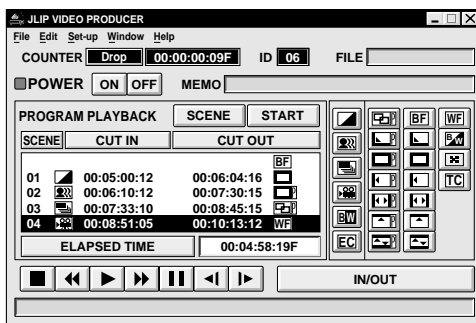 JLIP VIDEO PRODUCER
File Edit Set-up Window Help
COUNTER Drop 00:00:00:09F ID 06 FILE
POWER ON OFF MEMO
PROGRAM PLAYBACK SCENE START
SCENE CUT IN CUT OUT
BF
01 00:05:00:12 00:06:04:16
02 00:06:10:12 00:07:30:15 P
03 00:07:33:10 00:08:45:15 P
04 00:08:51:05 00:10:13:12 WF
ELAPSED TIME 00:04:58:19F
P BF WF
P B/W
P
P TC
P
BW P
EC P
IN/OUT